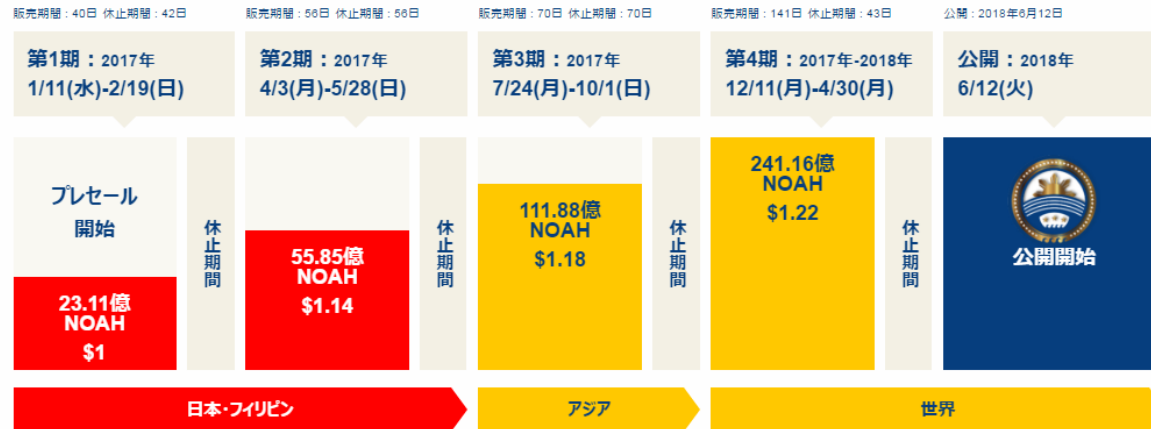 販売期間：40日 休止期間：42日
販売期間：56日 休止期間：56日
販売期間：70日 休止期間：70日
販売期間：141日 休止期間：43日
公開：2018年6月12日
第1期：2017年
1/11(水)-2/19(日)
第2期：2017年
4/3(月)-5/28(日)
第3期：2017年
7/24(月)-10/1(日)
第4期：2017年-2018年
12/11(月)-4/30(月)
公開：2018年
6/12(火)
プレセール
開始
23.11億
NOAH
$1
休止期間
55.85億
NOAH
$1.14
休止期間
111.88億
NOAH
$1.18
休止期間
241.16億
NOAH
$1.22
休止期間
公開開始
日本・フィリピン
アジア
世界